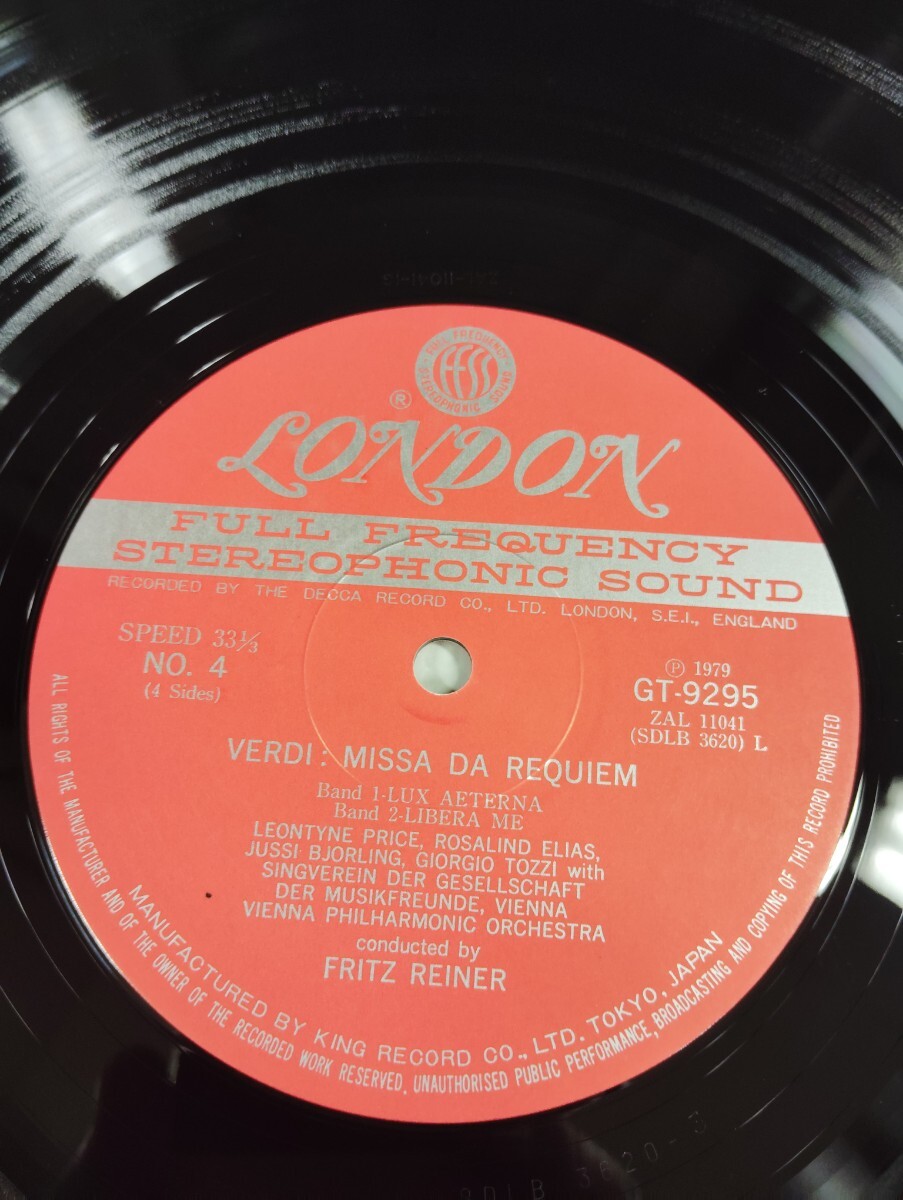 FULL FREQUENCY
ffss
STEREOPHONIC SOUND
®
LONDON
FULL FREQUENCY
STEREOPHONIC SOUND
RECORDED BY THE DECCA RECORD CO., LTD. LONDON, S.E.I., ENGLAND
SPEED 33⅓
NO. 4
(4 Sides)
Ⓟ 1979
GT-9295
ZAL 11041
(SDLB 3620) L
VERDI: MISSA DA REQUIEM
Band 1-LUX AETERNA
Band 2-LIBERA ME
LEONTYNE PRICE, ROSALIND ELIAS,
JUSSI BJORLING, GIORGIO TOZZI with
SINGVEREIN DER GESELLSCHAFT
DER MUSIKFREUNDE, VIENNA
VIENNA PHILHARMONIC ORCHESTRA
conducted by
FRITZ REINER
MANUFACTURED BY KING RECORD CO., LTD. TOKYO, JAPAN
ALL RIGHTS OF THE MANUFACTURER AND OF THE OWNER OF THE RECORDED WORK RESERVED, UNAUTHORISED PUBLIC PERFORMANCE, BROADCASTING AND COPYING OF THIS RECORD PROHIBITED
3620-3